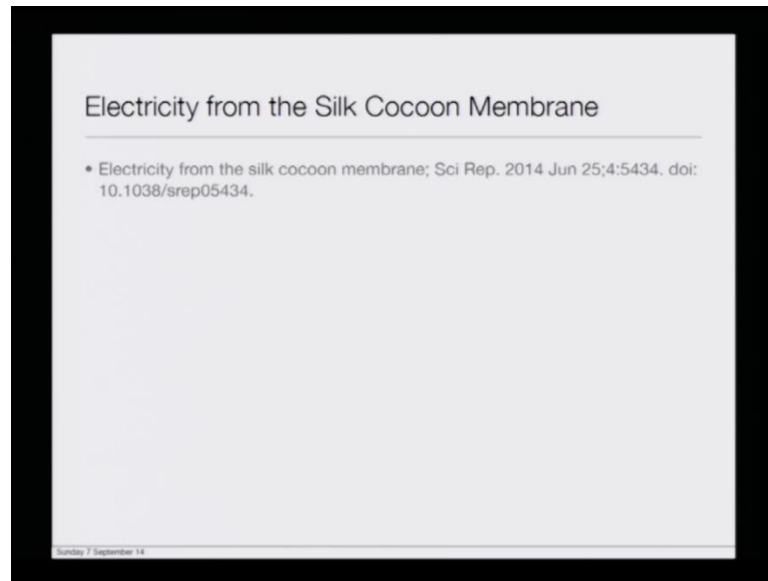 Electricity from the Silk Cocoon Membrane
• Electricity from the silk cocoon membrane; Sci Rep. 2014 Jun 25;4:5434. doi:
10.1038/srep05434.
Sunday 7 September 14